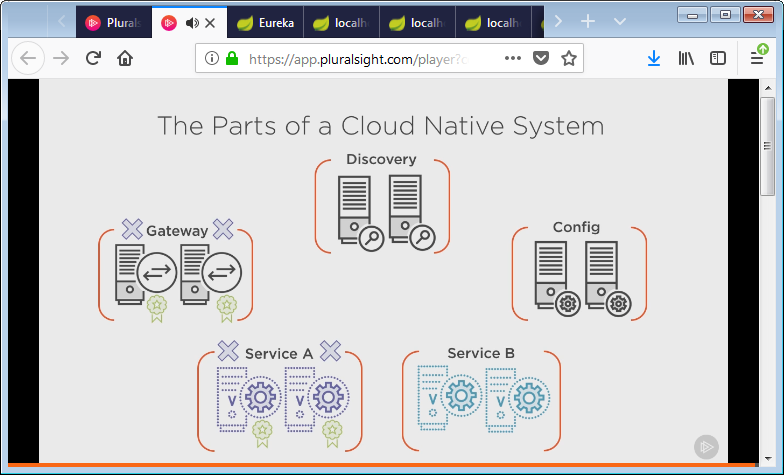 Plurals
Eureka
localh
localh
localh
https://app.pluralsight.com/player?c
The Parts of a Cloud Native System
Discovery
Gateway
Config
Service A
Service B
V
V
V
V